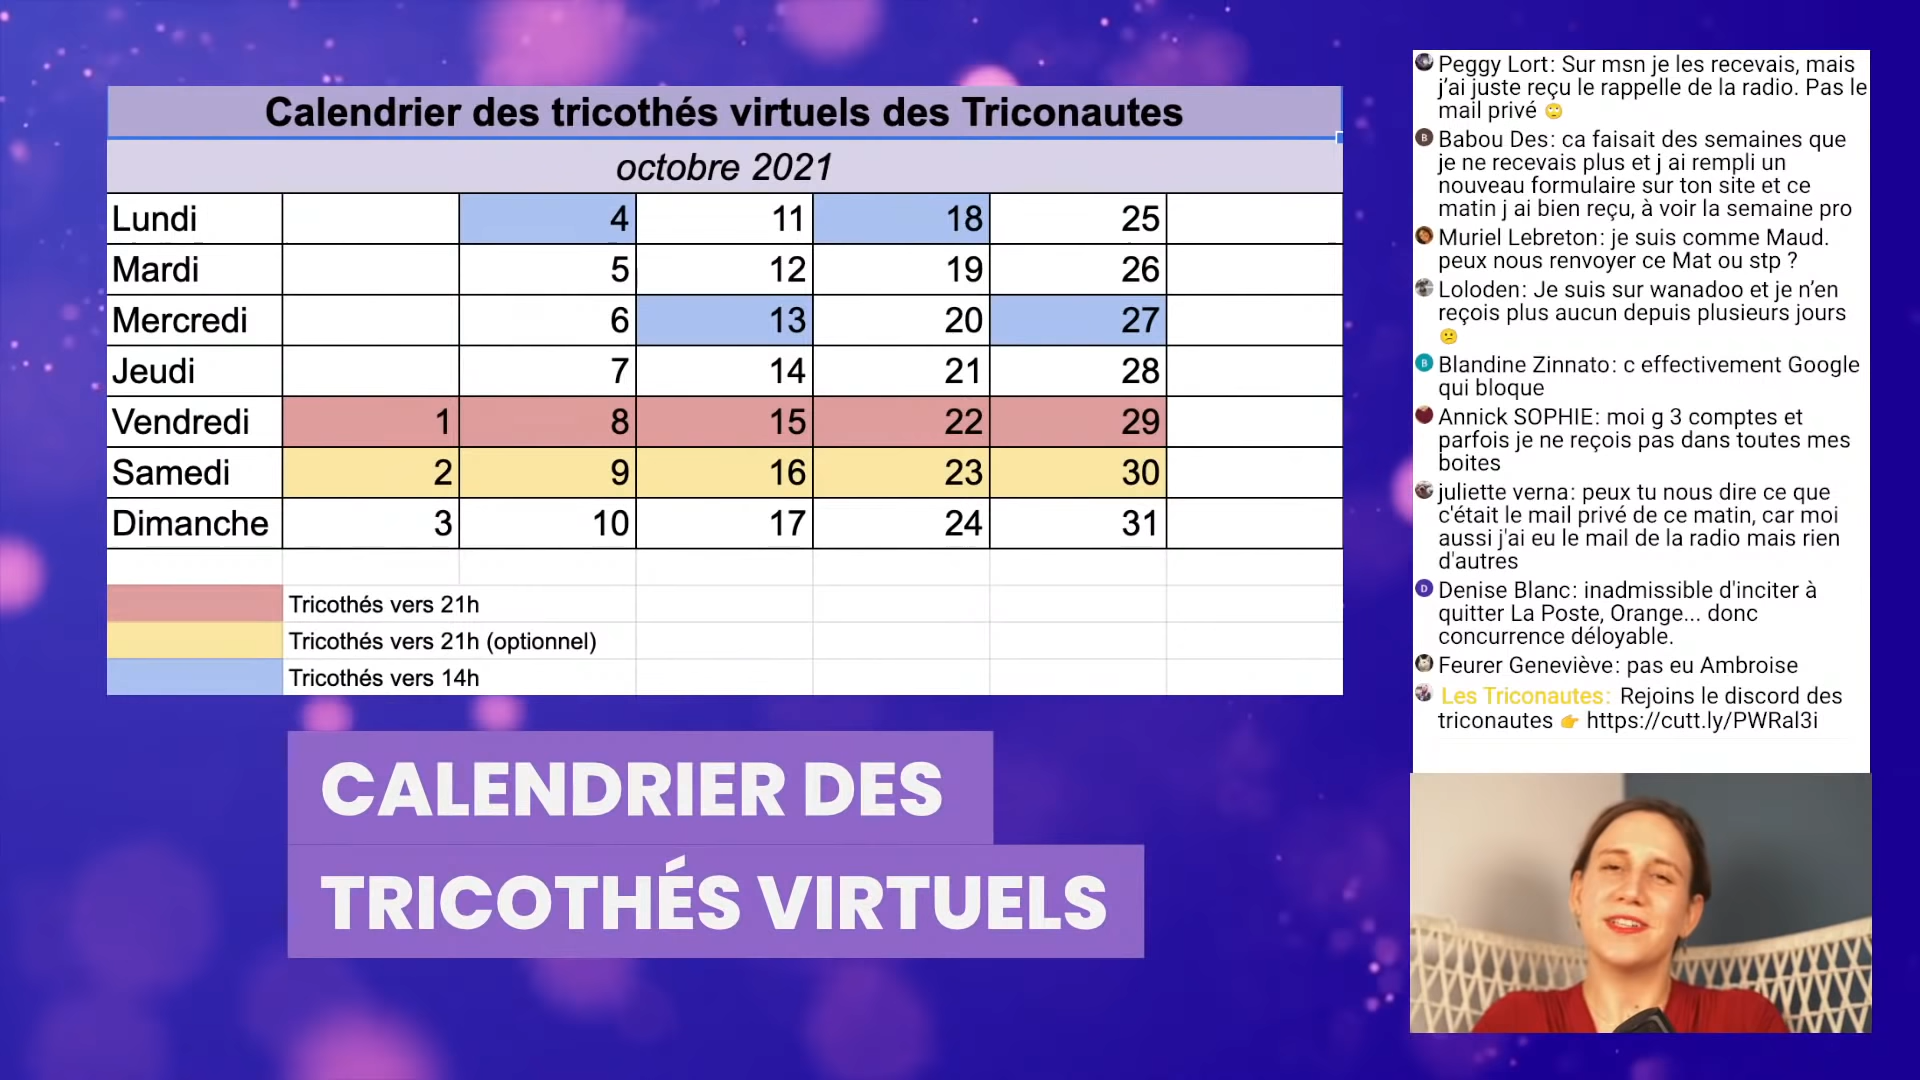 Calendrier des tricothés virtuels des Triconautes
octobre 2021
Lundi 4 11 18 25
Mardi 5 12 19 26
Mercredi 6 13 20 27
Jeudi 7 14 21 28
Vendredi 1 8 15 22 29
Samedi 2 9 16 23 30
Dimanche 3 10 17 24 31
Tricothés vers 21h
Tricothés vers 21h (optionnel)
Tricothés vers 14h
CALENDRIER DES
TRICOTHÉS VIRTUELS
Peggy Lort: Sur msn je les recevais, mais
j’ai juste reçu le rappelle de la radio. Pas le
mail privé 🙄
B Babou Des: ca faisait des semaines que
je ne recevais plus et j ai rempli un
nouveau formulaire sur ton site et ce
matin j ai bien reçu, à voir la semaine pro
Muriel Lebreton: je suis comme Maud.
peux nous renvoyer ce Mat ou stp ?
Loloden: Je suis sur wanadoo et je n’en
reçois plus aucun depuis plusieurs jours
😕
B Blandine Zinnato: c effectivement Google
qui bloque
Annick SOPHIE: moi g 3 comptes et
parfois je ne reçois pas dans toutes mes
boites
juliette verna: peux tu nous dire ce que
c'était le mail privé de ce matin, car moi
aussi j'ai eu le mail de la radio mais rien
d'autres
D Denise Blanc: inadmissible d'inciter à
quitter La Poste, Orange... donc
concurrence déloyable.
Feurer Geneviève: pas eu Ambroise
Les Triconautes: Rejoins le discord des
triconautes 👉 https://cutt.ly/PWRal3i